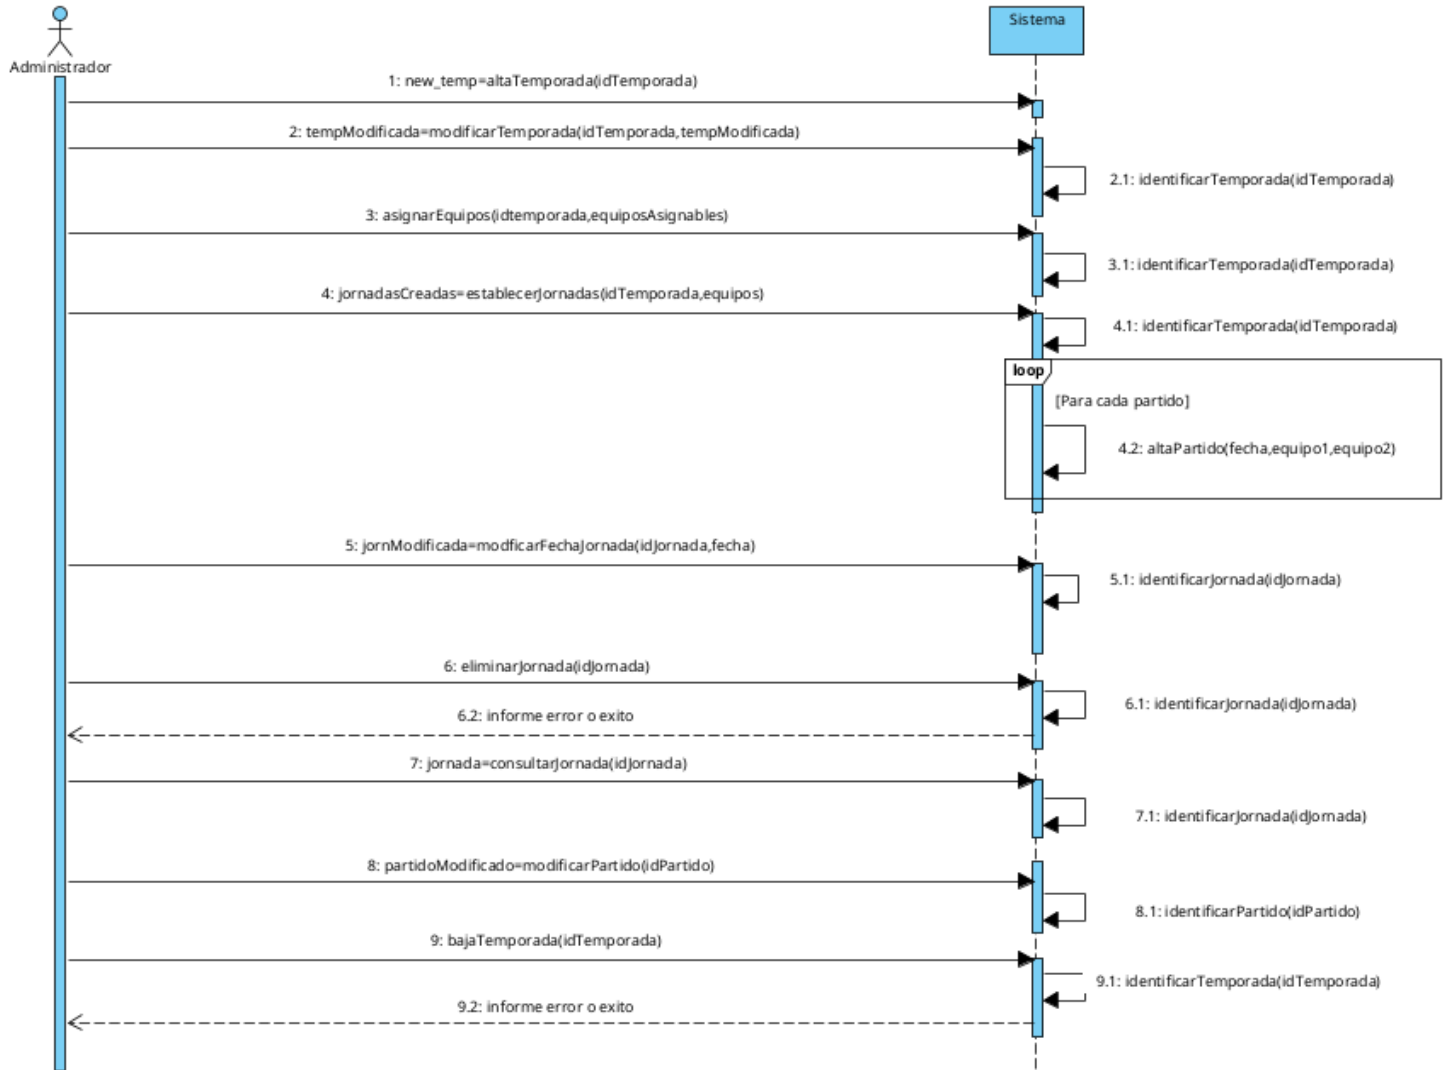 Sistema
Administrador
1: new_temp=altaTemporada(idTemporada)
2: tempModificada=modificarTemporada(idTemporada,tempModificada)
2.1: identificarTemporada(idTemporada)
3: asignarEquipos(idtemporada,equiposAsignables)
3.1: identificarTemporada(idTemporada)
4: jornadasCreadas=establecerJornadas(idTemporada,equipos)
4.1: identificarTemporada(idTemporada)
loop
[Para cada partido]
4.2: altaPartido(fecha,equipo1,equipo2)
5: jornModificada=modficarFechaJornada(idJornada,fecha)
5.1: identificarJornada(idJornada)
6: eliminarJornada(idJornada)
6.1: identificarJornada(idJornada)
6.2: informe error o exito
7: jornada=consultarJornada(idJornada)
7.1: identificarJornada(idJornada)
8: partidoModificado=modificarPartido(idPartido)
8.1: identificarPartido(idPartido)
9: bajaTemporada(idTemporada)
9.1: identificarTemporada(idTemporada)
9.2: informe error o exito